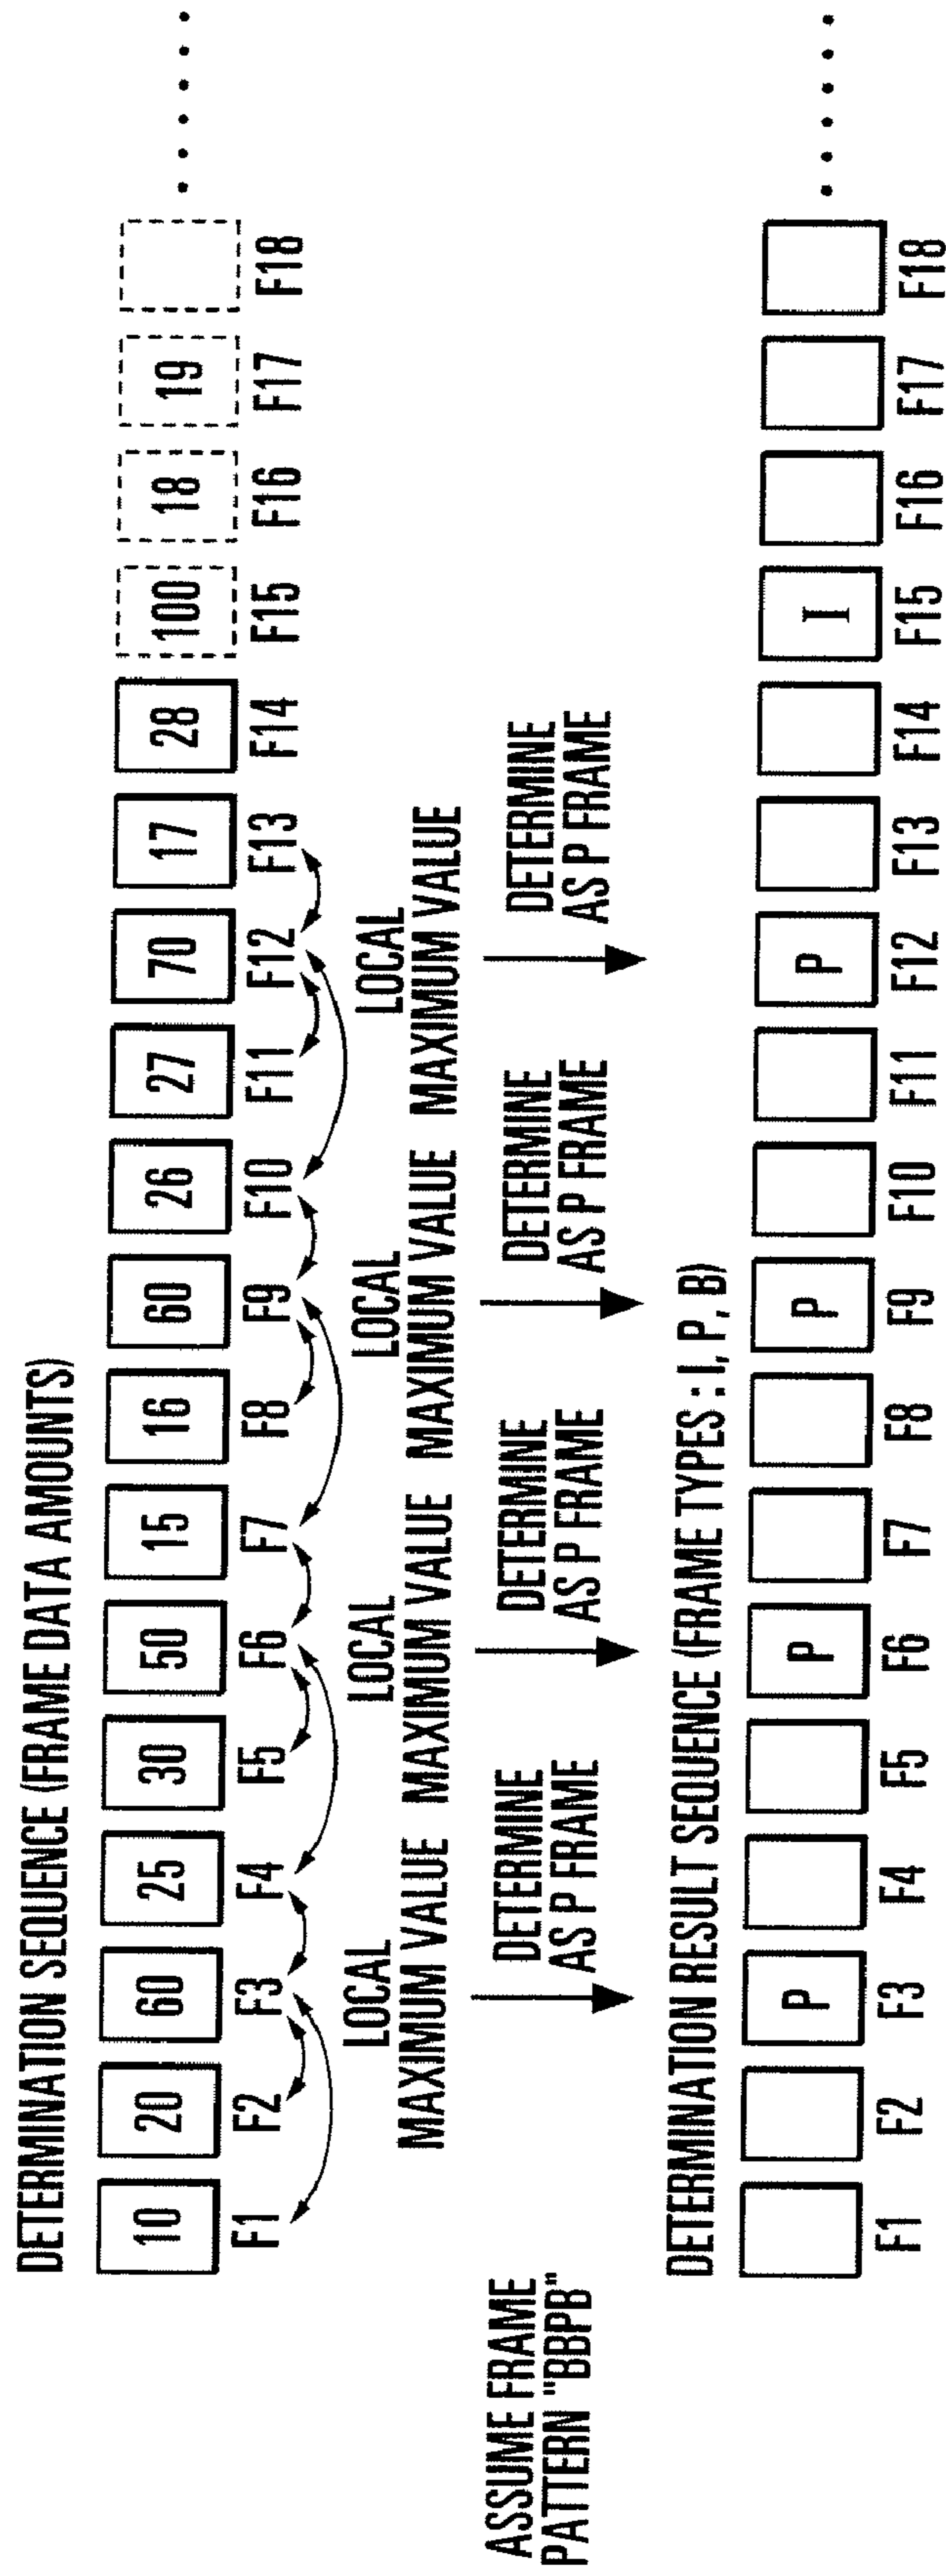 DETERMINATION SEQUENCE (FRAME DATA AMOUNTS)
10 20 60 25 30 50 15 16 60 26 27 70 17 28 100 18 19
F1 F2 F3 F4 F5 F6 F7 F8 F9 F10 F11 F12 F13 F14 F15 F16 F17 F18
LOCAL
MAXIMUM VALUE
LOCAL
MAXIMUM VALUE
LOCAL
MAXIMUM VALUE
LOCAL
MAXIMUM VALUE
ASSUME FRAME
PATTERN "BBPB"
DETERMINE
AS P FRAME
DETERMINE
AS P FRAME
DETERMINE
AS P FRAME
DETERMINE
AS P FRAME
DETERMINATION RESULT SEQUENCE (FRAME TYPES : I, P, B)
P P P P I
F1 F2 F3 F4 F5 F6 F7 F8 F9 F10 F11 F12 F13 F14 F15 F16 F17 F18